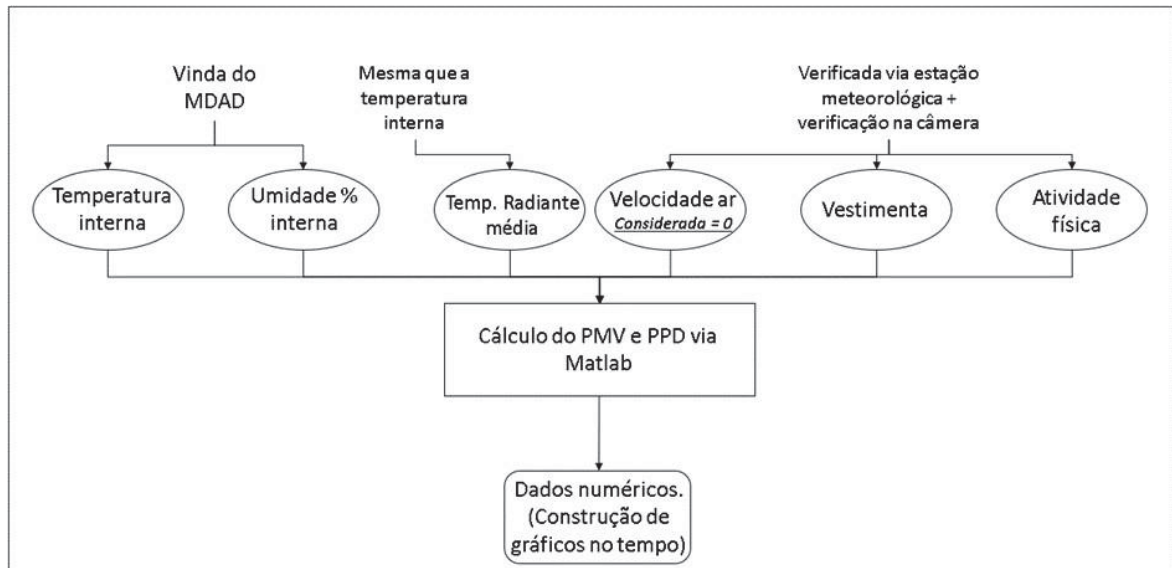 Vinda do
MDAD
Mesma que a
temperatura
interna
Verificada via estação
meteorológica +
verificação na câmera
Temperatura
interna
Umidade %
interna
Temp. Radiante
média
Velocidade ar
Considerada = 0
Vestimenta
Atividade
física
Cálculo do PMV e PPD via
Matlab
Dados numéricos.
(Construção de
gráficos no tempo)